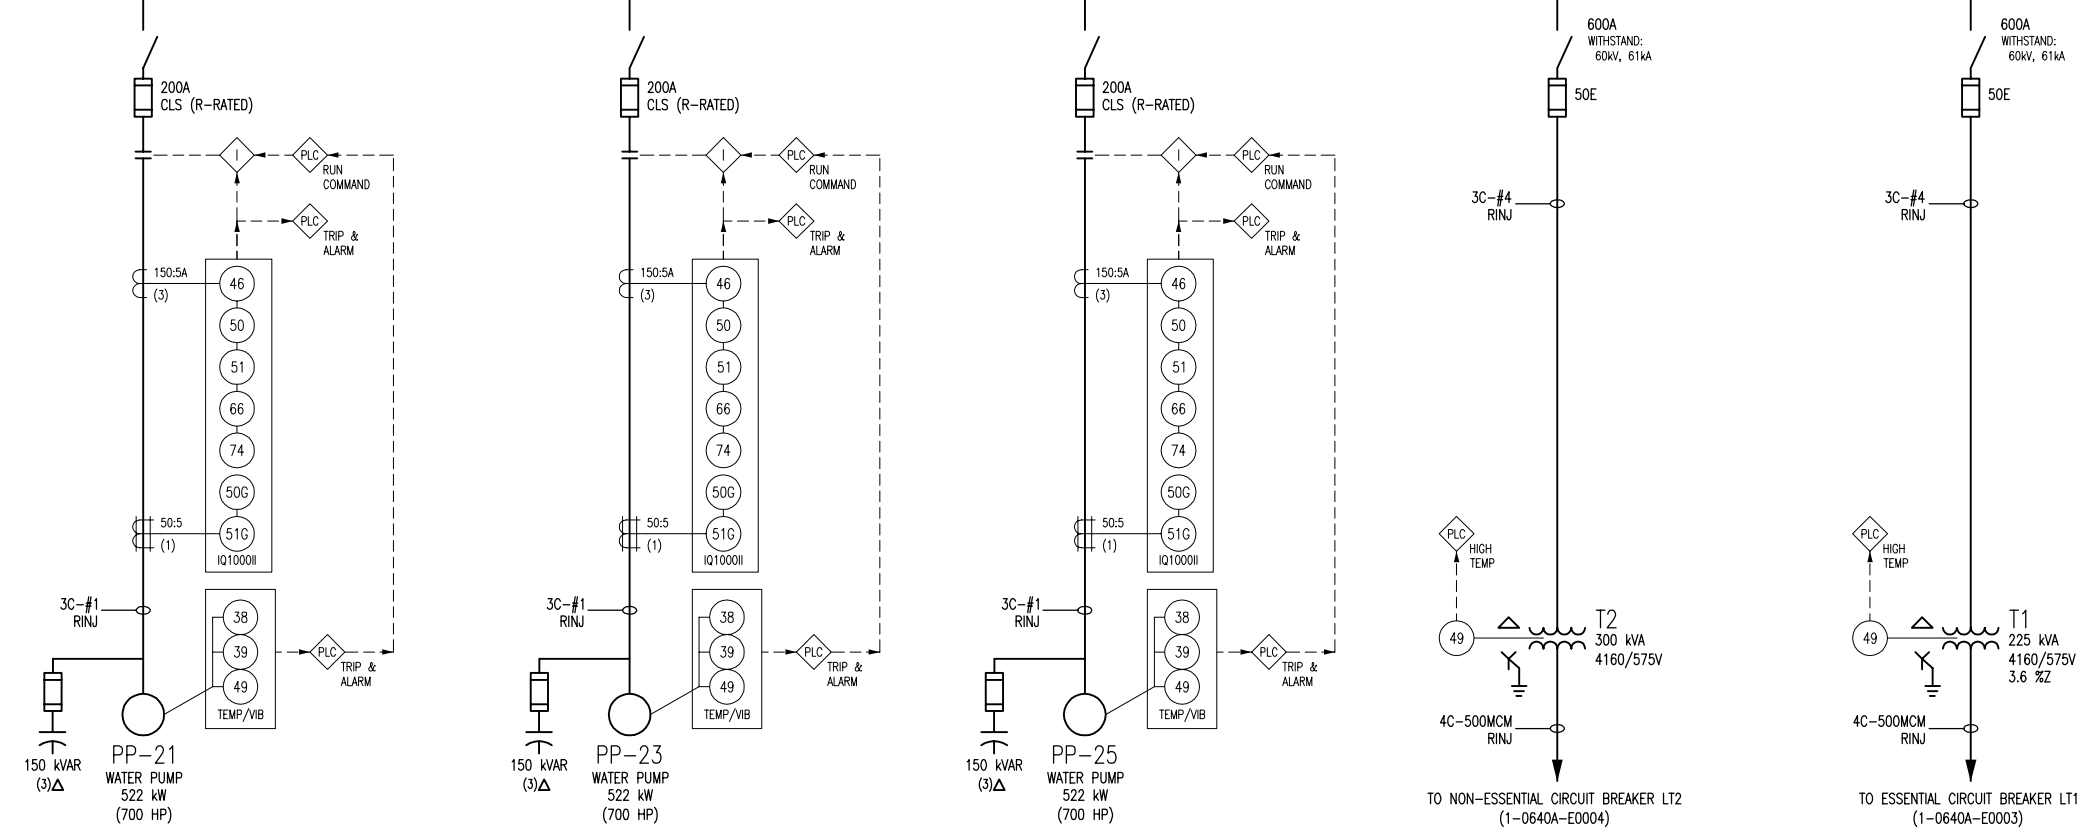 200A
CLS (R-RATED)
I
PLC
RUN
COMMAND
PLC
TRIP &
ALARM
150:5A
(3)
46
50
51
66
74
50G
50:5
(1)
51G
IQ1000II
3C-#1
RINJ
38
39
49
TEMP/VIB
PLC
TRIP &
ALARM
150 kVAR
(3)Δ
PP-21
WATER PUMP
522 kW
(700 HP)
200A
CLS (R-RATED)
I
PLC
RUN
COMMAND
PLC
TRIP &
ALARM
150:5A
(3)
46
50
51
66
74
50G
50:5
(1)
51G
IQ1000II
3C-#1
RINJ
38
39
49
TEMP/VIB
PLC
TRIP &
ALARM
150 kVAR
(3)Δ
PP-23
WATER PUMP
522 kW
(700 HP)
200A
CLS (R-RATED)
I
PLC
RUN
COMMAND
PLC
TRIP &
ALARM
150:5A
(3)
46
50
51
66
74
50G
50:5
(1)
51G
IQ1000II
3C-#1
RINJ
38
39
49
TEMP/VIB
PLC
TRIP &
ALARM
150 kVAR
(3)Δ
PP-25
WATER PUMP
522 kW
(700 HP)
600A
WITHSTAND:
60kV, 61kA
50E
3C-#4
RINJ
PLC
HIGH
TEMP
49
T2
300 kVA
4160/575V
4C-500MCM
RINJ
TO NON-ESSENTIAL CIRCUIT BREAKER LT2
(1-0640A-E0004)
600A
WITHSTAND:
60kV, 61kA
50E
3C-#4
RINJ
PLC
HIGH
TEMP
49
T1
225 kVA
4160/575V
3.6 %Z
4C-500MCM
RINJ
TO ESSENTIAL CIRCUIT BREAKER LT1
(1-0640A-E0003)